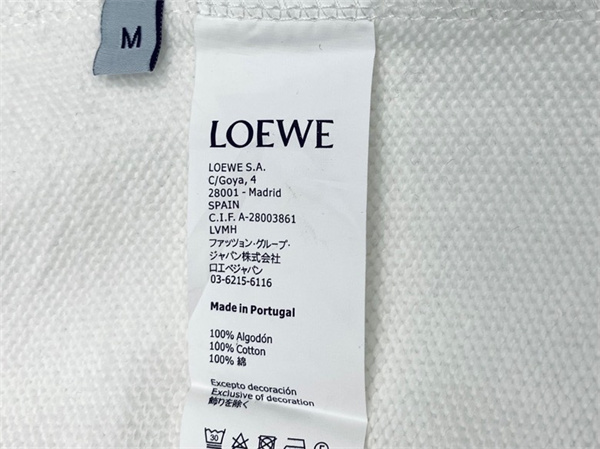 M
LOEWE
LOEWE S.A.
C/Goya, 4
28001 - Madrid
SPAIN
C.I.F. A-28003861
LVMH
ファッツョン・グループ・
ジャパン株式会社
口エベジャパン
03-6215-6116
Made in Portugal
100% Algodón
100% Cotton
100% 綿
Excepto decoración
Exclusive of decoration
飾りを除く
30